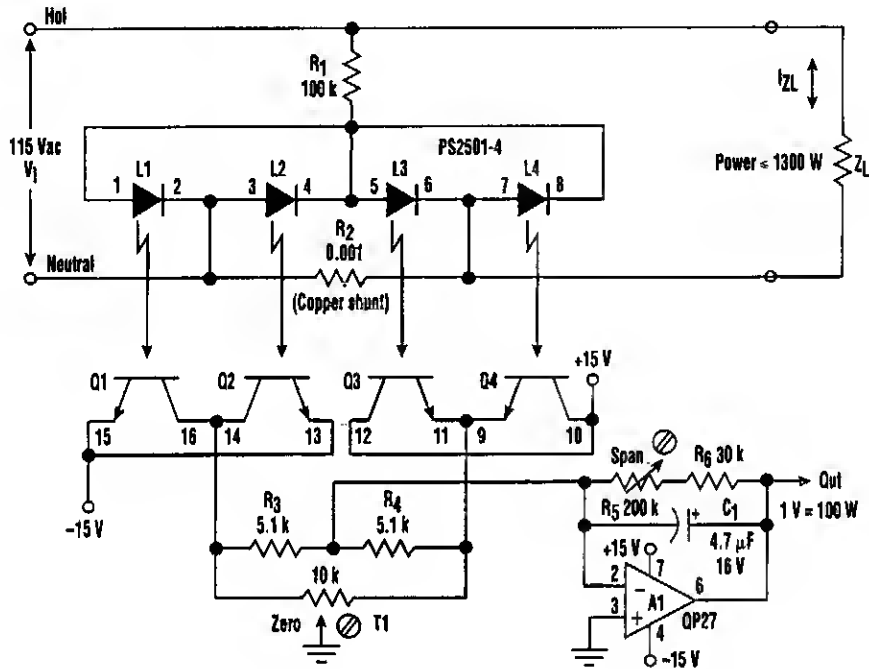 Hot
R1
100 k
IZL
PS2501-4
115 Vac
VI
L1
L2
L3
L4
Power < 1300 W
ZL
1
2
3
4
5
6
7
8
R2
0.001
Neutral
(Copper shunt)
+15 V
Q1
Q2
Q3
Q4
15
16
14
13
12
11
9
10
Span
R6 30 k
Out
–15 V
R3
5.1 k
R4
5.1 k
R5 200 k
C1
1 V = 100 W
4.7 µF
16 V
+15 V
7
10 k
2
–
A1
6
3
+
OP27
Zero
T1
4
–15 V